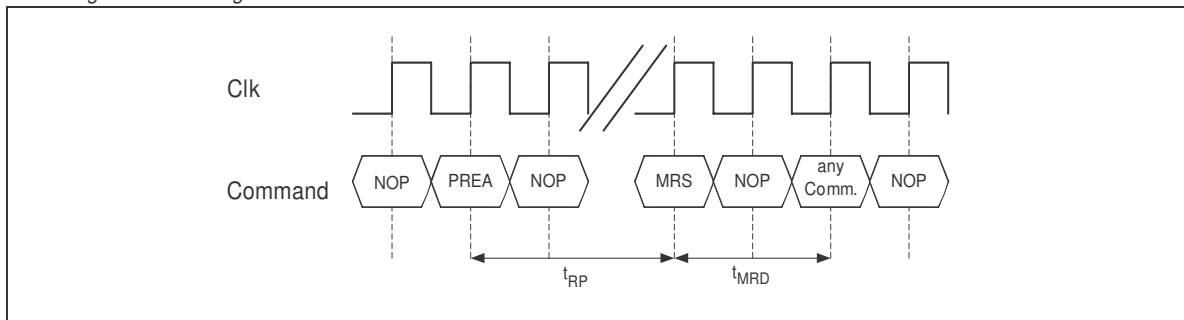 Clk
Command
NOP PREA NOP MRS NOP any Comm. NOP
tRP tMRD